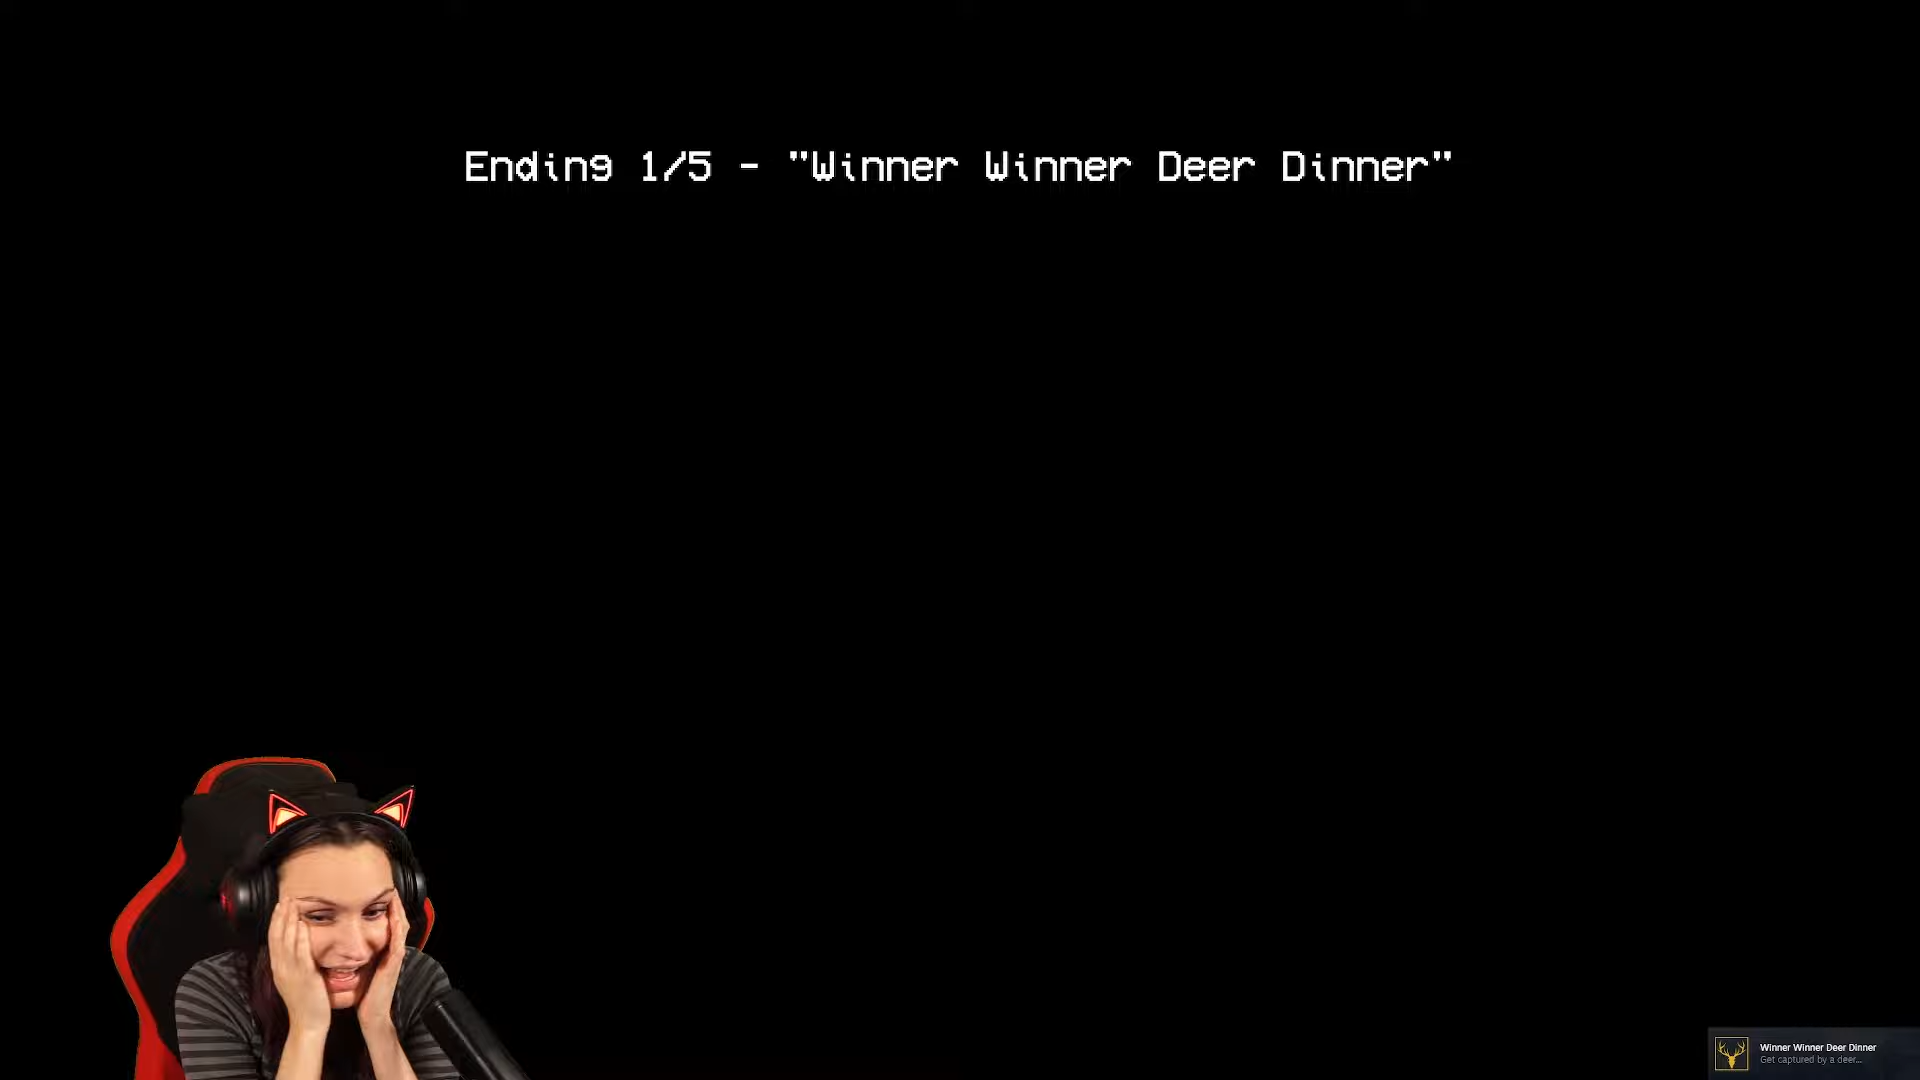 Ending 1/5 - "Winner Winner Deer Dinner"
Winner Winner Deer Dinner
Get captured by a deer...